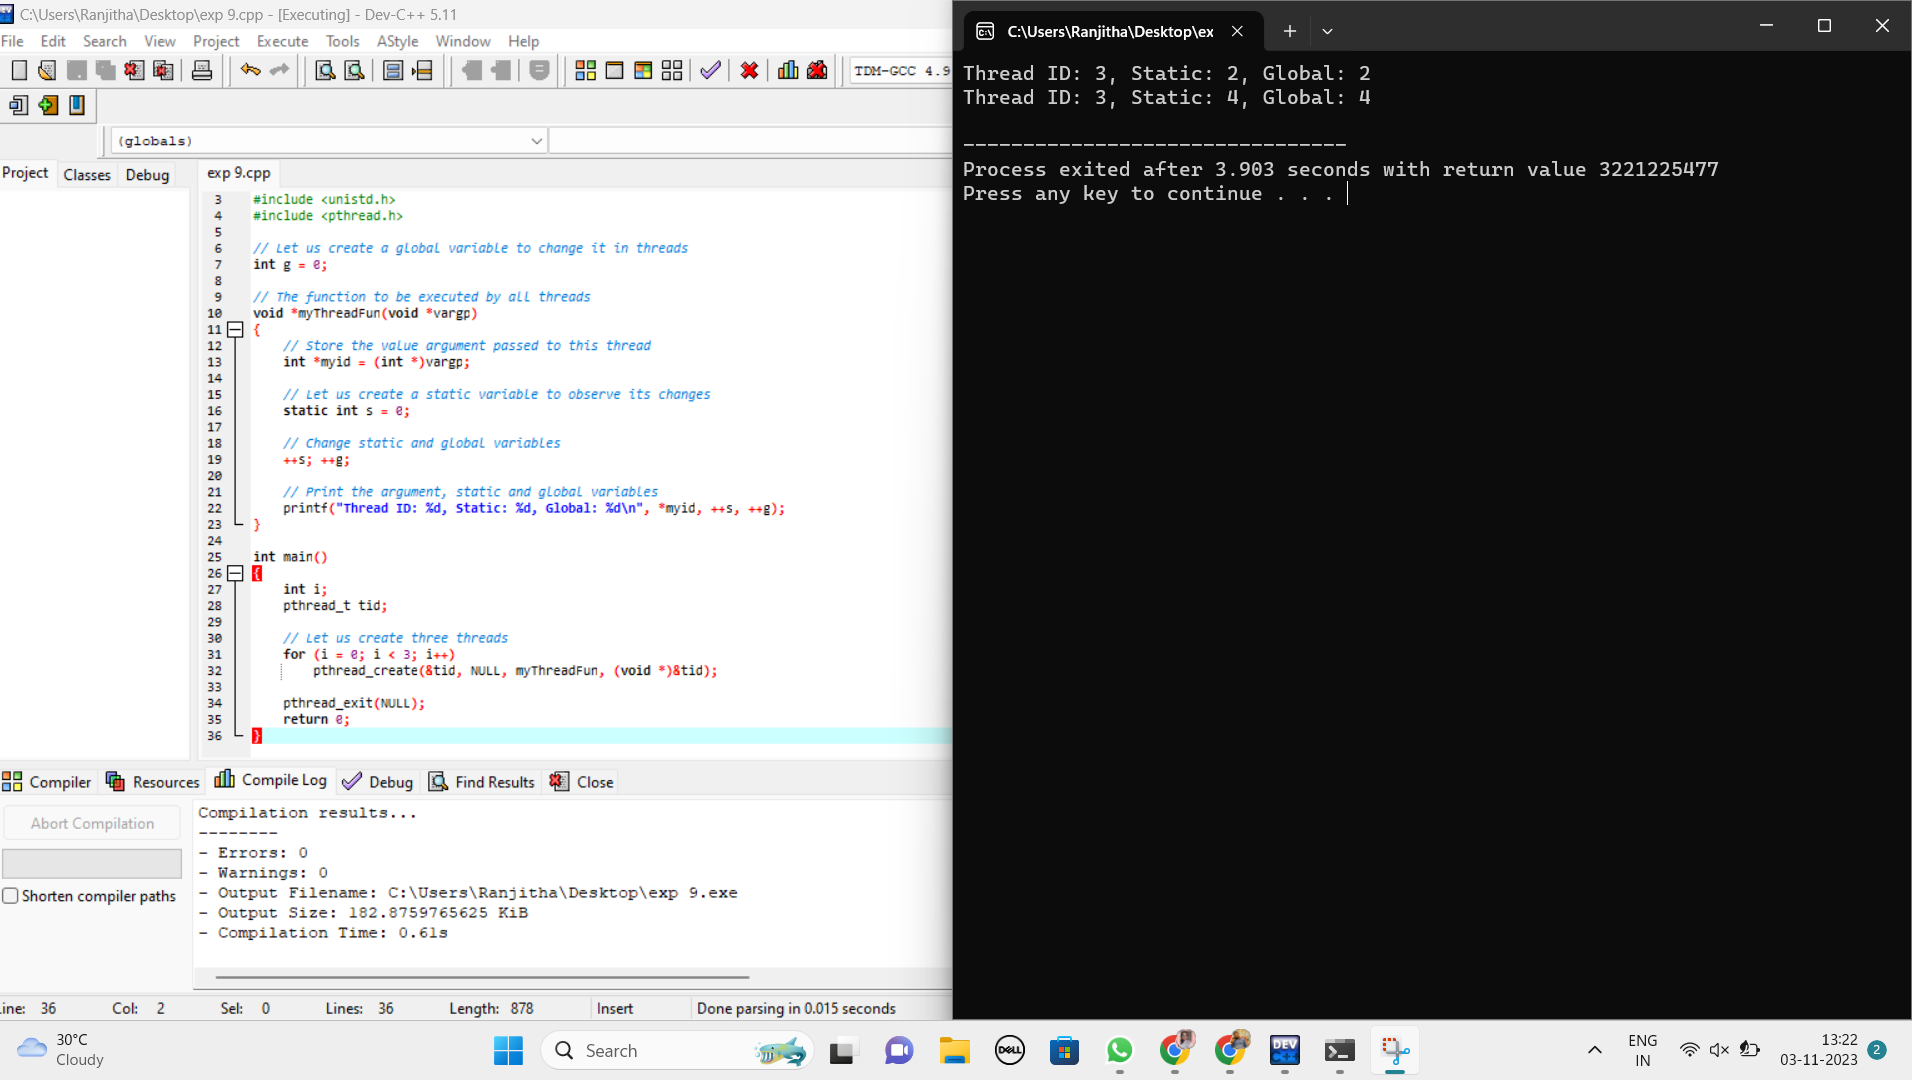 C:\Users\Ranjitha\Desktop\exp 9.cpp - [Executing] - Dev-C++ 5.11
File Edit Search View Project Execute Tools AStyle Window Help
TDM-GCC 4.9
(globals)
Project Classes Debug
exp 9.cpp
3 #include <unistd.h>
4 #include <pthread.h>
5
6 // Let us create a global variable to change it in threads
7 int g = 0;
8
9 // The function to be executed by all threads
10 void *myThreadFun(void *vargp)
11 {
12 // Store the value argument passed to this thread
13 int *myid = (int *)vargp;
14
15 // Let us create a static variable to observe its changes
16 static int s = 0;
17
18 // Change static and global variables
19 ++s; ++g;
20
21 // Print the argument, static and global variables
22 printf("Thread ID: %d, Static: %d, Global: %d\n", *myid, ++s, ++g);
23 }
24
25 int main()
26 {
27 int i;
28 pthread_t tid;
29
30 // Let us create three threads
31 for (i = 0; i < 3; i++)
32 pthread_create(&tid, NULL, myThreadFun, (void *)&tid);
33
34 pthread_exit(NULL);
35 return 0;
36 }
Compiler Resources Compile Log Debug Find Results Close
Abort Compilation
Shorten compiler paths
Compilation results...
--------
- Errors: 0
- Warnings: 0
- Output Filename: C:\Users\Ranjitha\Desktop\exp 9.exe
- Output Size: 182.8759765625 KiB
- Compilation Time: 0.61s
ine: 36 Col: 2 Sel: 0 Lines: 36 Length: 878 Insert Done parsing in 0.015 seconds
C:\Users\Ranjitha\Desktop\ex
Thread ID: 3, Static: 2, Global: 2
Thread ID: 3, Static: 4, Global: 4
--------------------------------
Process exited after 3.903 seconds with return value 3221225477
Press any key to continue . . .
30°C
Cloudy
Search
DELL
DEV
C++
ENG
IN
13:22
03-11-2023
2